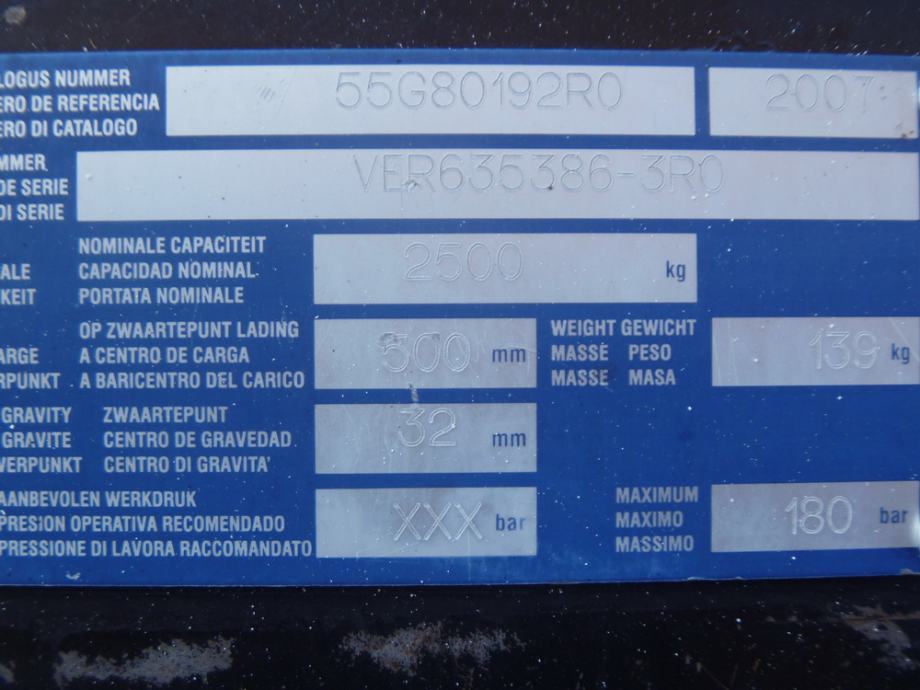 LOGUS NUMMER
ERO DE REFERENCIA 55G80192R0 2007
ERO DI CATALOGO
MMER
DE SERIE VER635386-3R0
DI SERIE
NOMINALE CAPACITEIT
ALE CAPACIDAD NOMINAL 2500 kg
KEIT PORTATA NOMINALE
OP ZWAARTEPUNT LADING WEIGHT GEWICHT
ARGE A CENTRO DE CARGA 500 mm MASSE PESO 139 kg
RPUNKT A BARICENTRO DEL CARICO MASSE MASA
GRAVITY ZWAARTEPUNT
GRAVITE CENTRO DE GRAVEDAD 32 mm
WERPUNKT CENTRO DI GRAVITA'
AANBEVOLEN WERKDRUK MAXIMUM
PRESION OPERATIVA RECOMENDADO XXX bar MAXIMO 180 bar
PRESSIONE DI LAVORA RACCOMANDATO MASSIMO